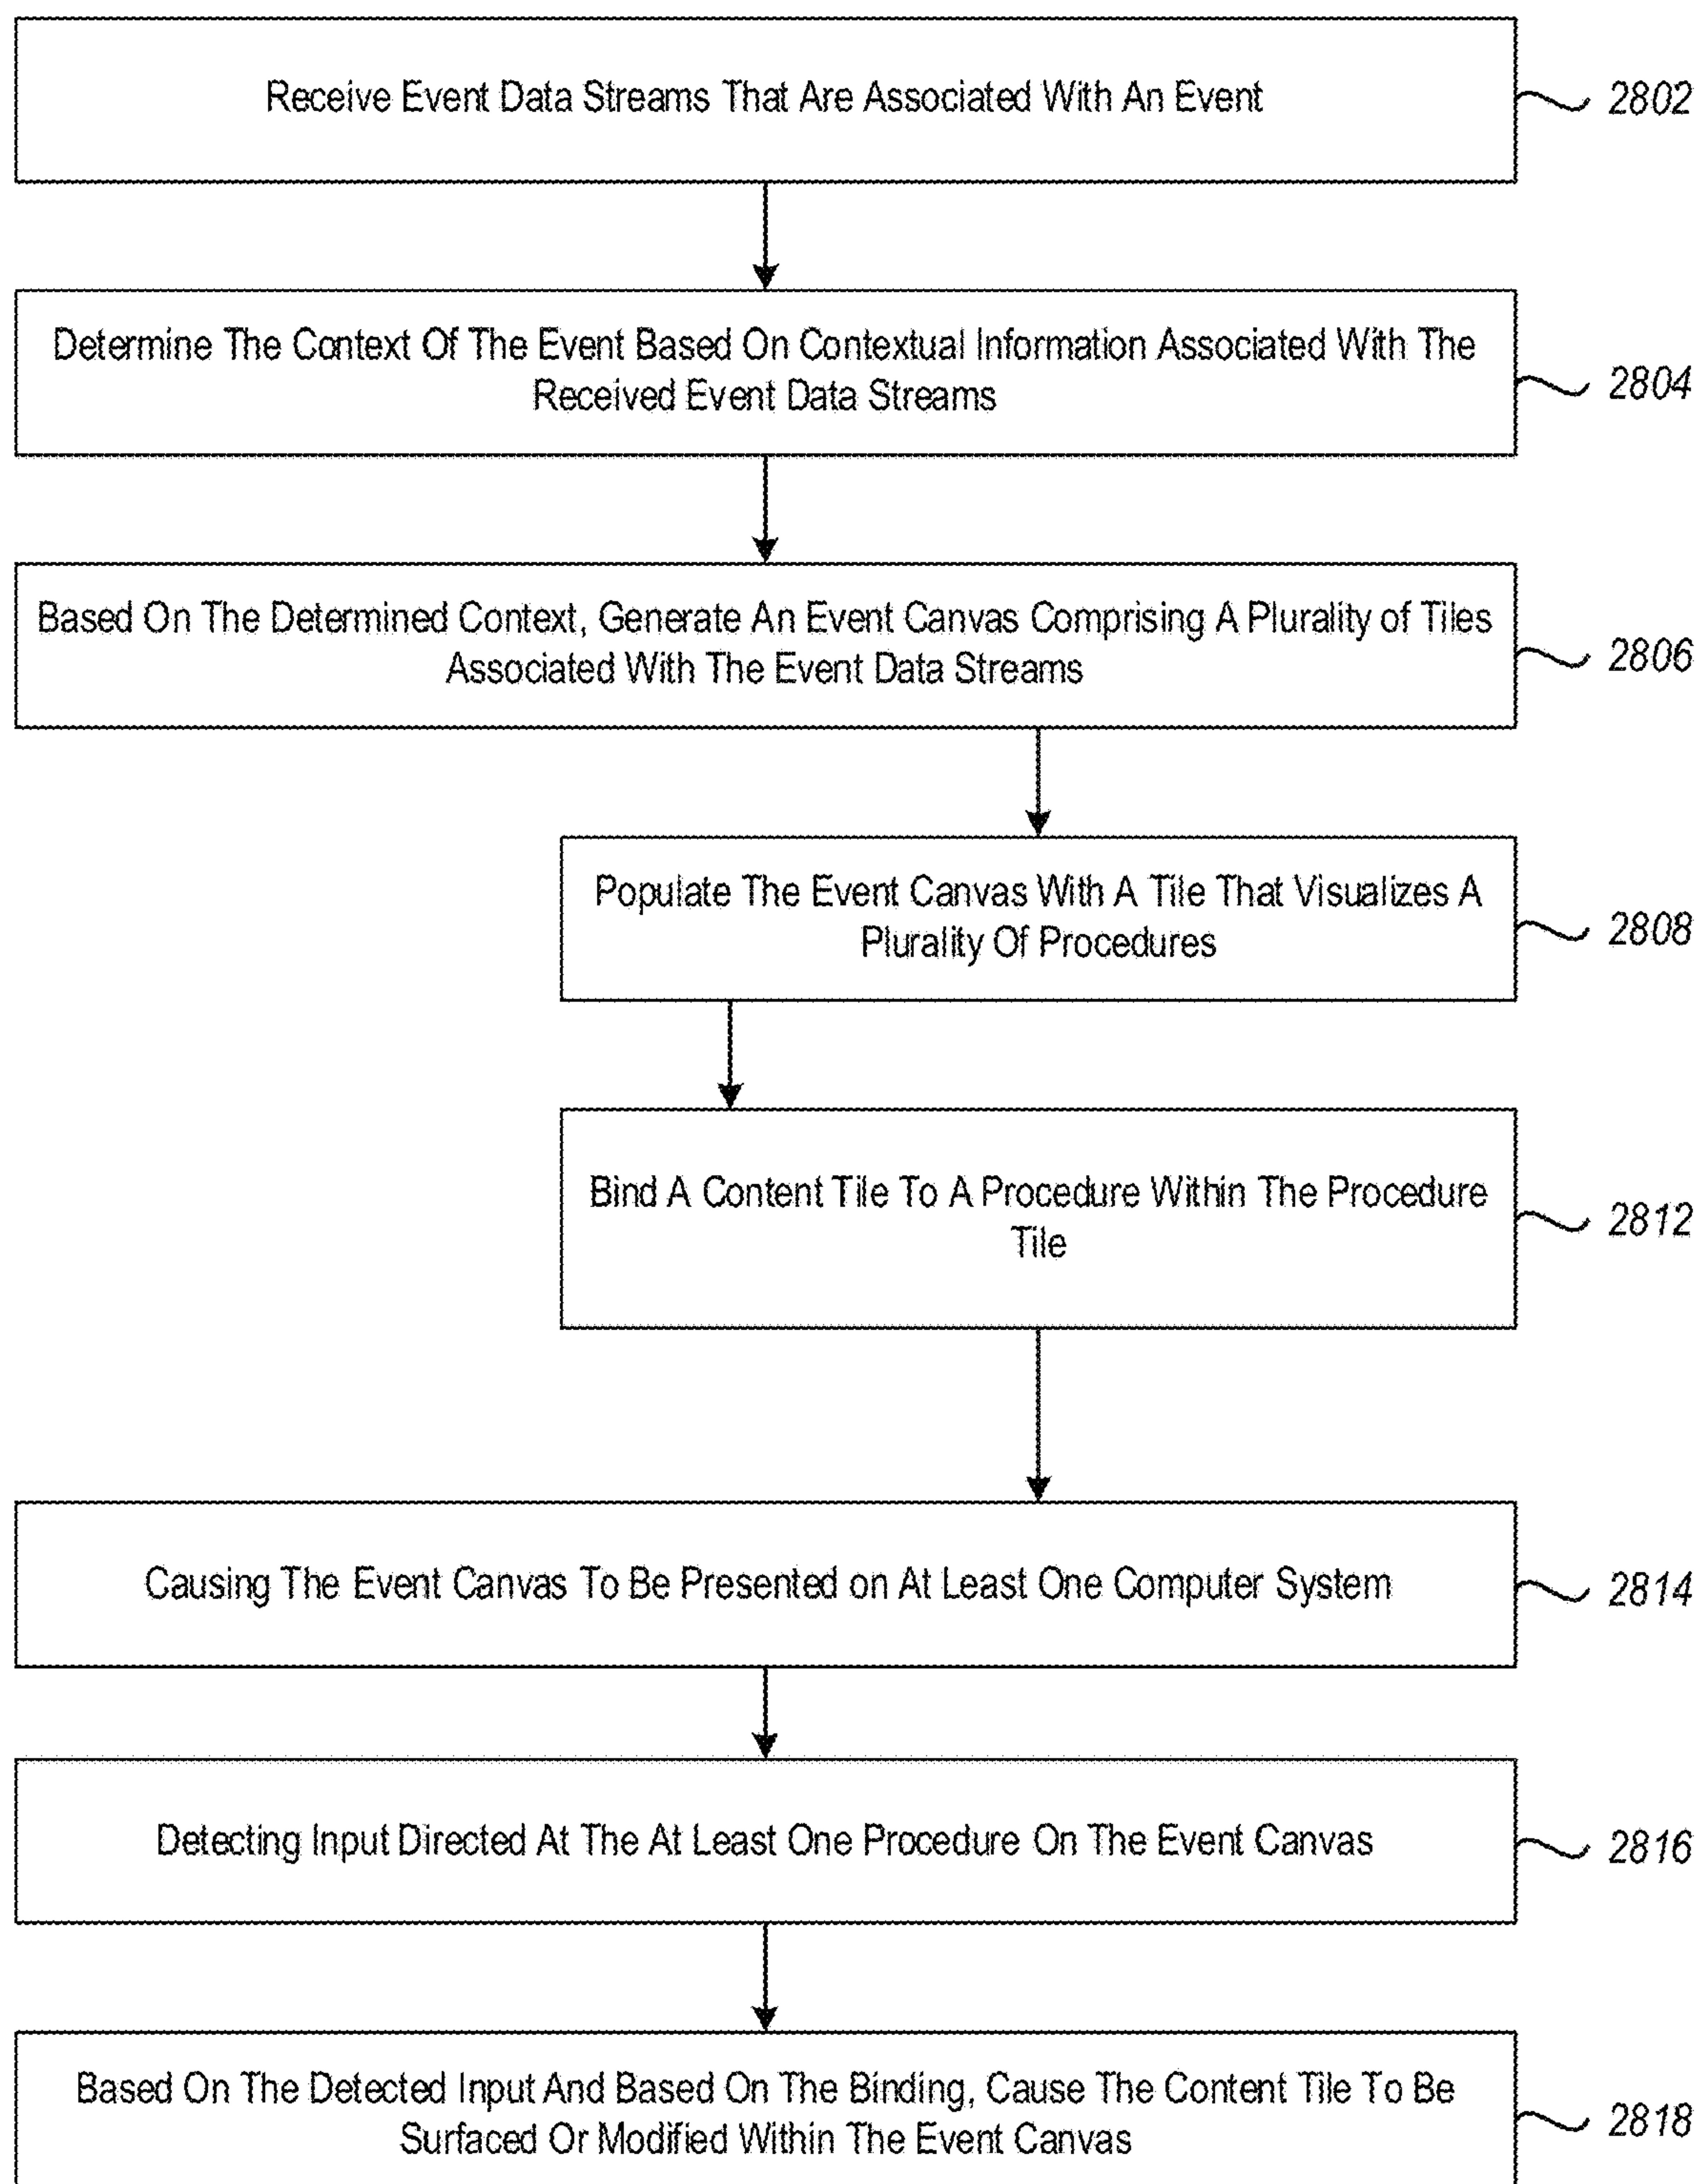 Receive Event Data Streams That Are Associated With An Event
2802
Determine The Context Of The Event Based On Contextual Information Associated With The
Received Event Data Streams
2804
Based On The Determined Context, Generate An Event Canvas Comprising A Plurality of Tiles
Associated With The Event Data Streams
2806
Populate The Event Canvas With A Tile That Visualizes A
Plurality Of Procedures
2808
Bind A Content Tile To A Procedure Within The Procedure
Tile
2812
Causing The Event Canvas To Be Presented on At Least One Computer System
2814
Detecting Input Directed At The At Least One Procedure On The Event Canvas
2816
Based On The Detected Input And Based On The Binding, Cause The Content Tile To Be
Surfaced Or Modified Within The Event Canvas
2818